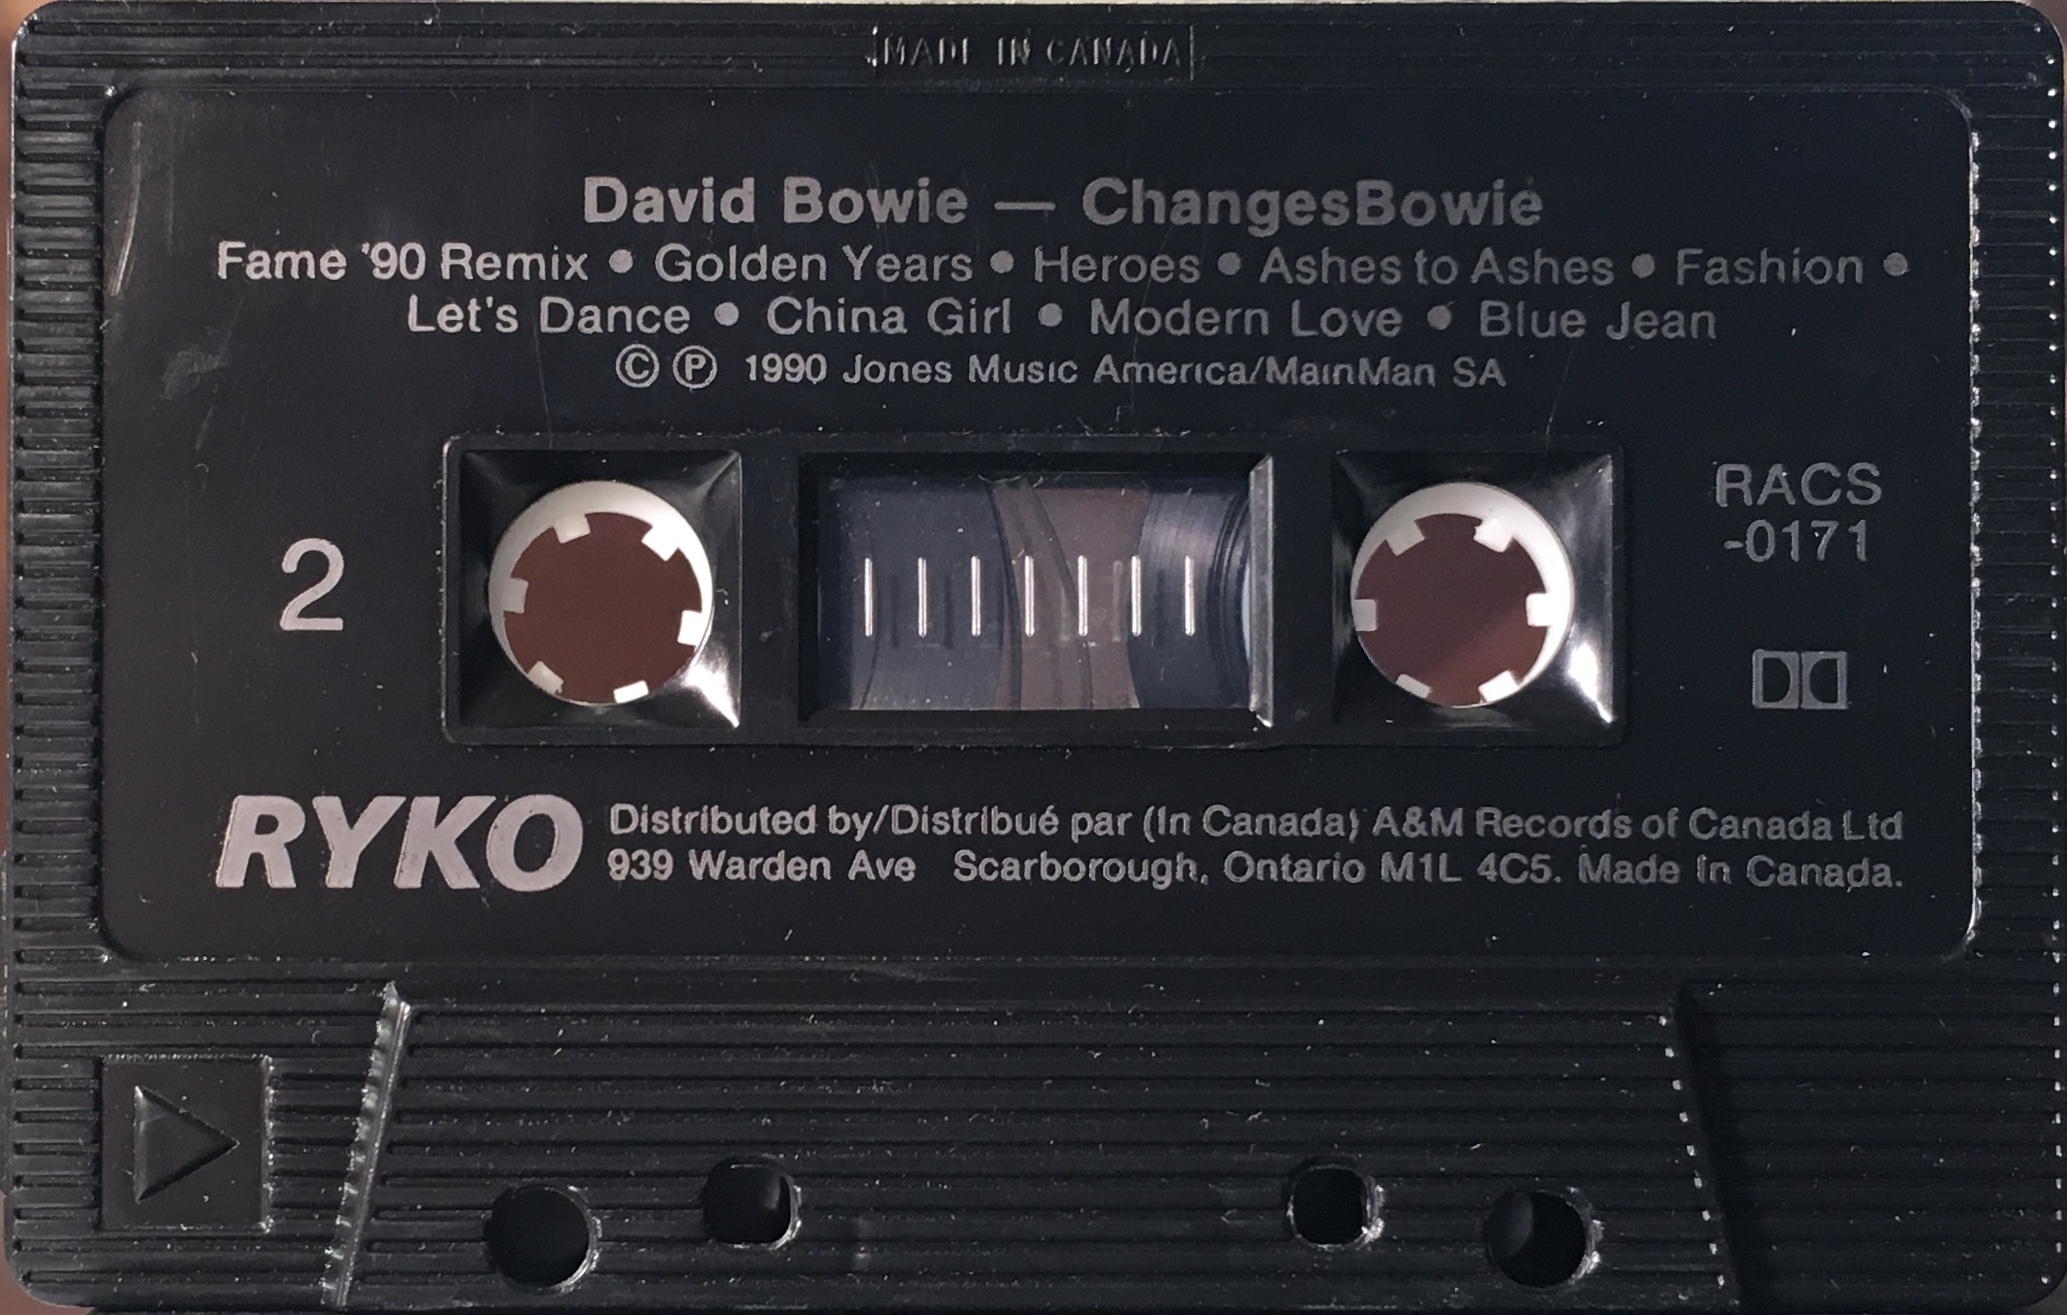 MADE IN CANADA
David Bowie — ChangesBowie
Fame '90 Remix • Golden Years • Heroes • Ashes to Ashes • Fashion •
Let's Dance • China Girl • Modern Love • Blue Jean
© ℗ 1990 Jones Music America/MainMan SA
RACS
-0171
2
RYKO
Distributed by/Distribué par (In Canada) A&M Records of Canada Ltd
939 Warden Ave Scarborough, Ontario M1L 4C5. Made In Canada.